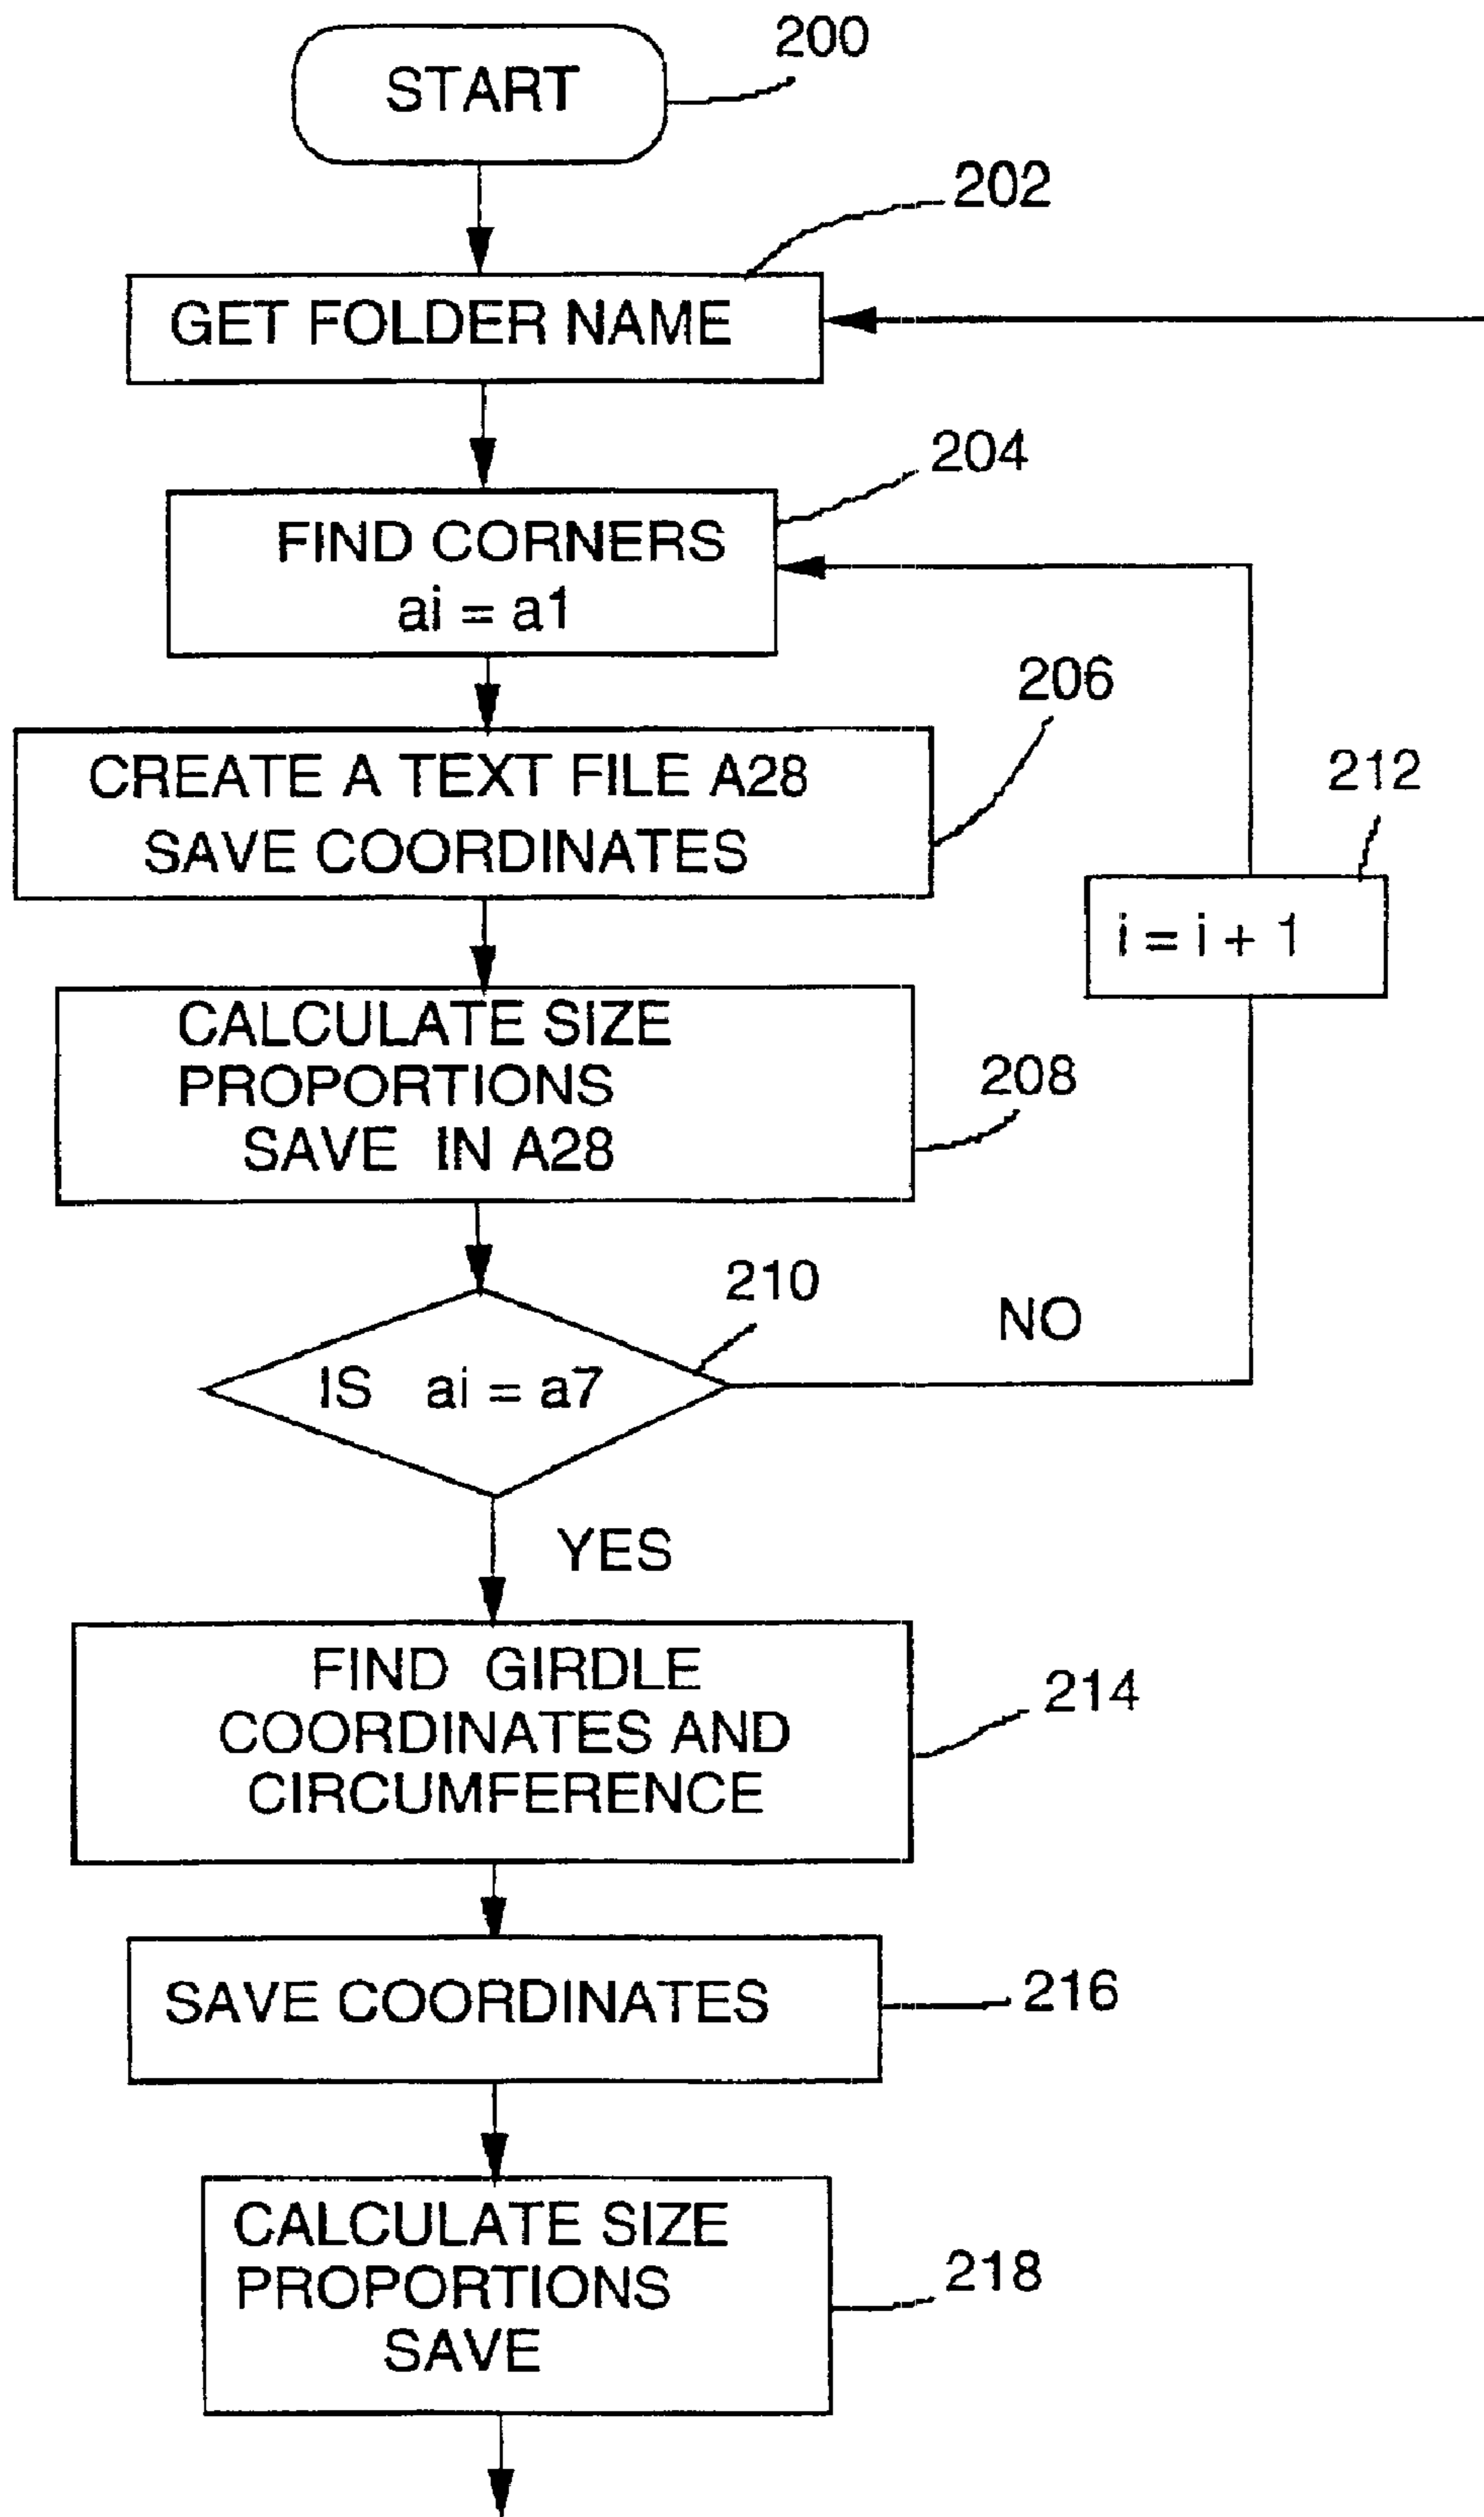 200
START
202
GET FOLDER NAME
204
FIND CORNERS
ai = a1
206
CREATE A TEXT FILE A28
SAVE COORDINATES
212
i = i + 1
CALCULATE SIZE
PROPORTIONS
SAVE IN A28
208
210
NO
IS ai = a7
YES
FIND GIRDLE
COORDINATES AND
CIRCUMFERENCE
214
SAVE COORDINATES
216
CALCULATE SIZE
PROPORTIONS
SAVE
218